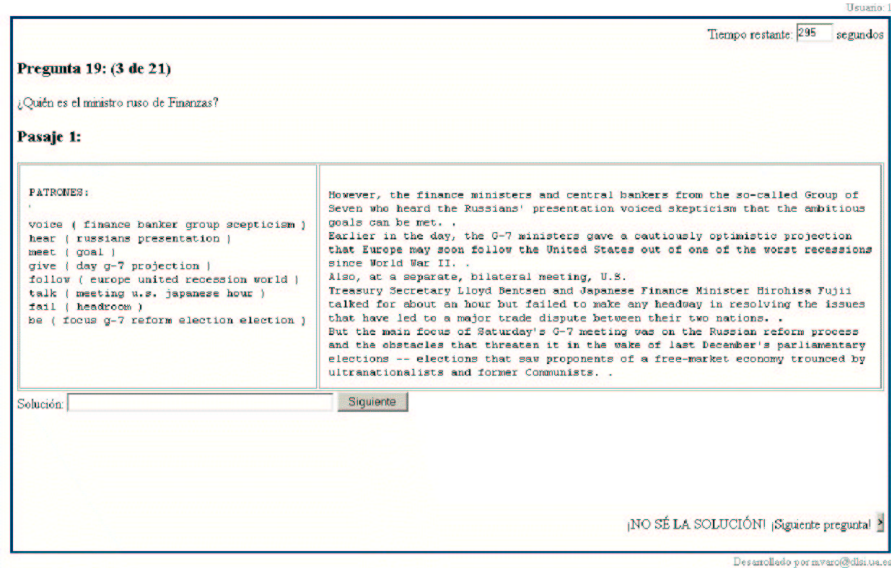 Usuario: 1
Tiempo restante: 295 segundos
Pregunta 19: (3 de 21)
¿Quién es el ministro ruso de Finanzas?
Pasaje 1:
PATRONES:
voice ( finance banker group scepticism )
hear ( russians presentation )
meet ( goal )
give ( day g-7 projection )
follow ( europe united recession world )
talk ( meeting u.s. japanese hour )
fail ( headroom )
be ( focus g-7 reform election election )
However, the finance ministers and central bankers from the so-called Group of
Seven who heard the Russians' presentation voiced skepticism that the ambitious
goals can be met. .
Earlier in the day, the G-7 ministers gave a cautiously optimistic projection
that Europe may soon follow the United States out of one of the worst recessions
since World War II. .
Also, at a separate, bilateral meeting, U.S.
Treasury Secretary Lloyd Bentsen and Japanese Finance Minister Hirohisa Fujii
talked for about an hour but failed to make any headway in resolving the issues
that have led to a major trade dispute between their two nations. .
But the main focus of Saturday's G-7 meeting was on the Russian reform process
and the obstacles that threaten it in the wake of last December's parliamentary
elections -- elections that saw proponents of a free-market economy trounced by
ultranationalists and former Communists. .
Solución:
Siguiente
¡NO SÉ LA SOLUCIÓN! ¡Siguiente pregunta!
Desarrollado por mvaro@dlsi.ua.es